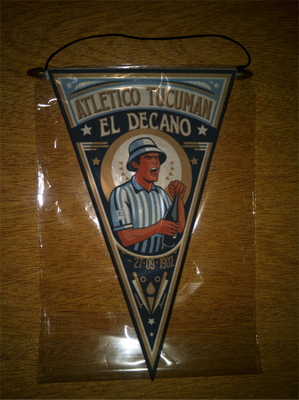 ATLETICO TUCUMAN
EL DECANO
- 27-09-1902 -